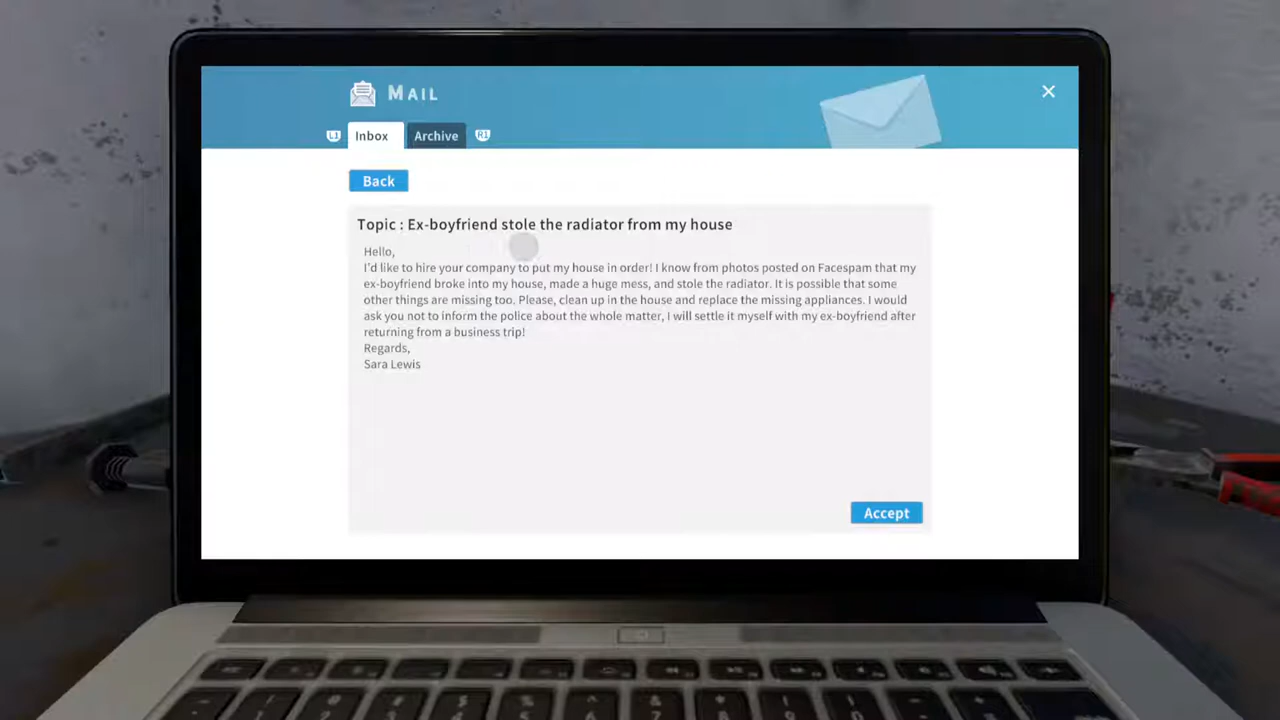 MAIL
L1 Inbox Archive R1
Back
Topic : Ex-boyfriend stole the radiator from my house
Hello,
I'd like to hire your company to put my house in order! I know from photos posted on Facespam that my
ex-boyfriend broke into my house, made a huge mess, and stole the radiator. It is possible that some
other things are missing too. Please, clean up in the house and replace the missing appliances. I would
ask you not to inform the police about the whole matter, I will settle it myself with my ex-boyfriend after
returning from a business trip!
Regards,
Sara Lewis
Accept